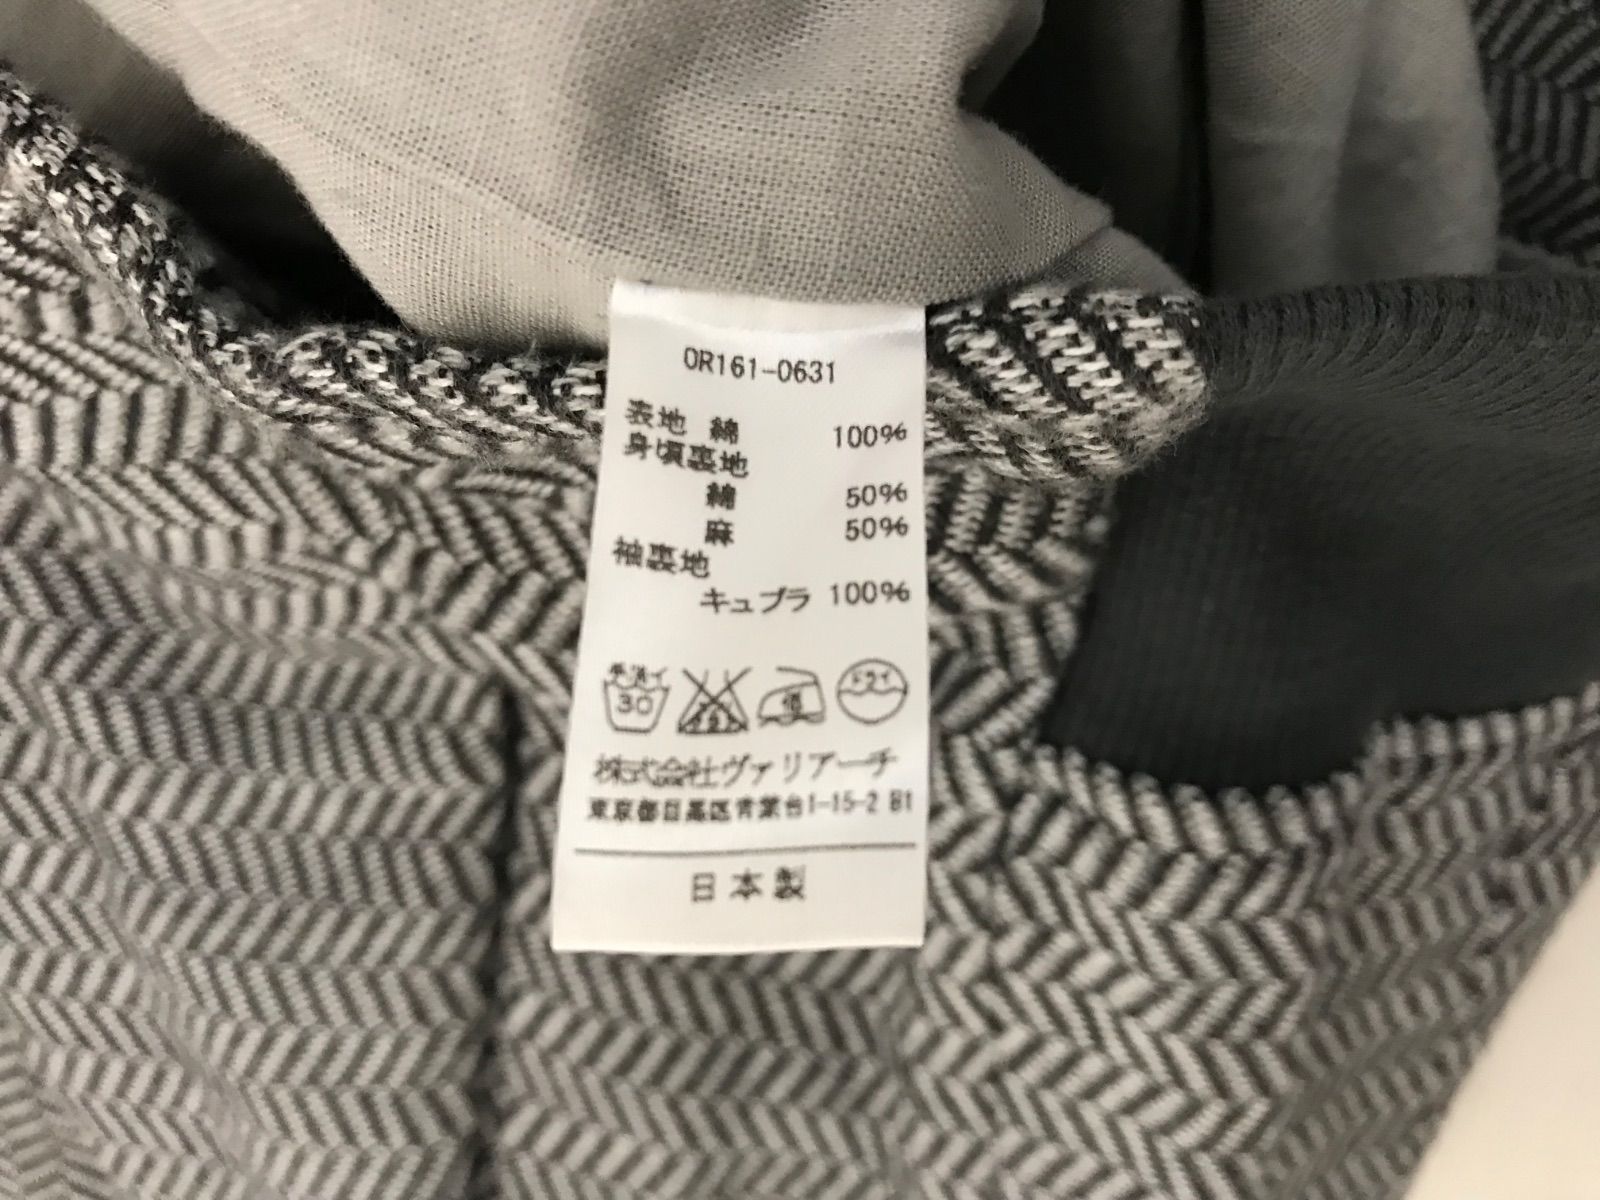 OR161-0631
表地 綿 100%
身頃裏地
綿 50%
麻 50%
袖裏地
キュプラ 100%
手洗イ
30
低
ドライ
株式会社ヴァリアーチ
東京都目黒区青葉台1-15-2 B1
日本製